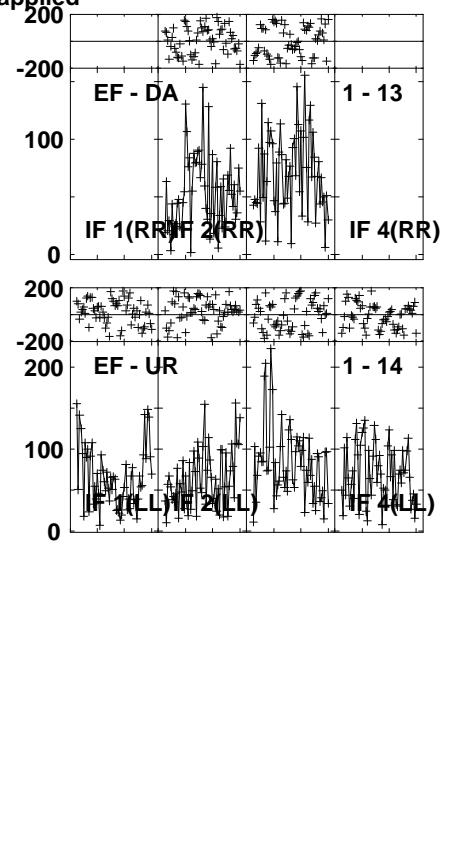 applied
200
-200
EF - DA 1 - 13
100
IF 1(RR) IF 2(RR) IF 4(RR)
0
200
-200
200
EF - UR 1 - 14
100
IF 1(LL) IF 2(LL) IF 4(LL)
0